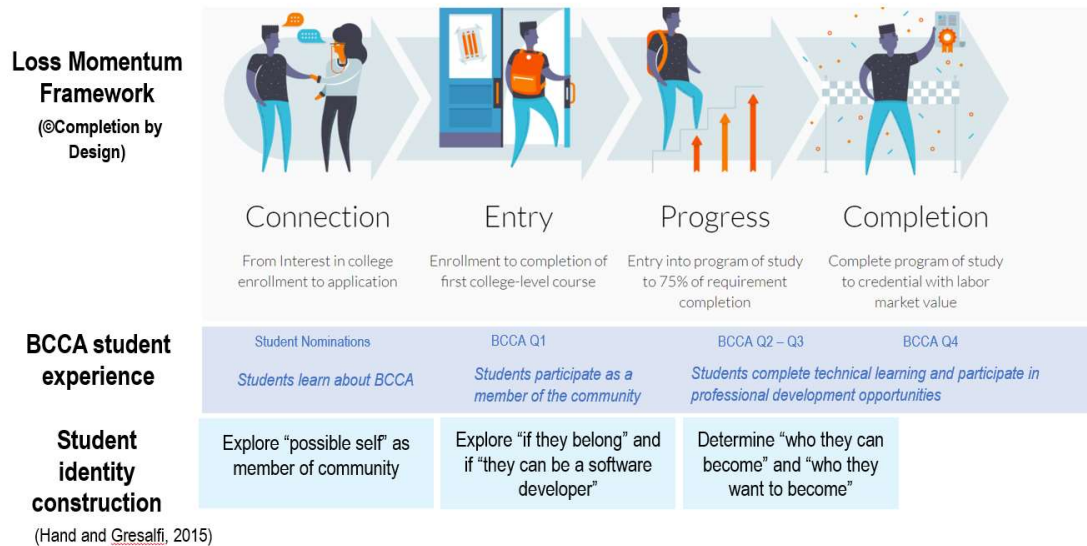 Loss Momentum
Framework
(©Completion by
Design)
Connection
From Interest in college
enrollment to application
Entry
Enrollment to completion of
first college-level course
Progress
Entry into program of study
to 75% of requirement
completion
Completion
Complete program of study
to credential with labor
market value
BCCA student
experience
Student Nominations
Students learn about BCCA
BCCA Q1
Students participate as a
member of the community
BCCA Q2 – Q3
BCCA Q4
Students complete technical learning and participate in
professional development opportunities
Student
identity
construction
(Hand and Gresalfi, 2015)
Explore “possible self” as
member of community
Explore “if they belong” and
if “they can be a software
developer”
Determine “who they can
become” and “who they
want to become”